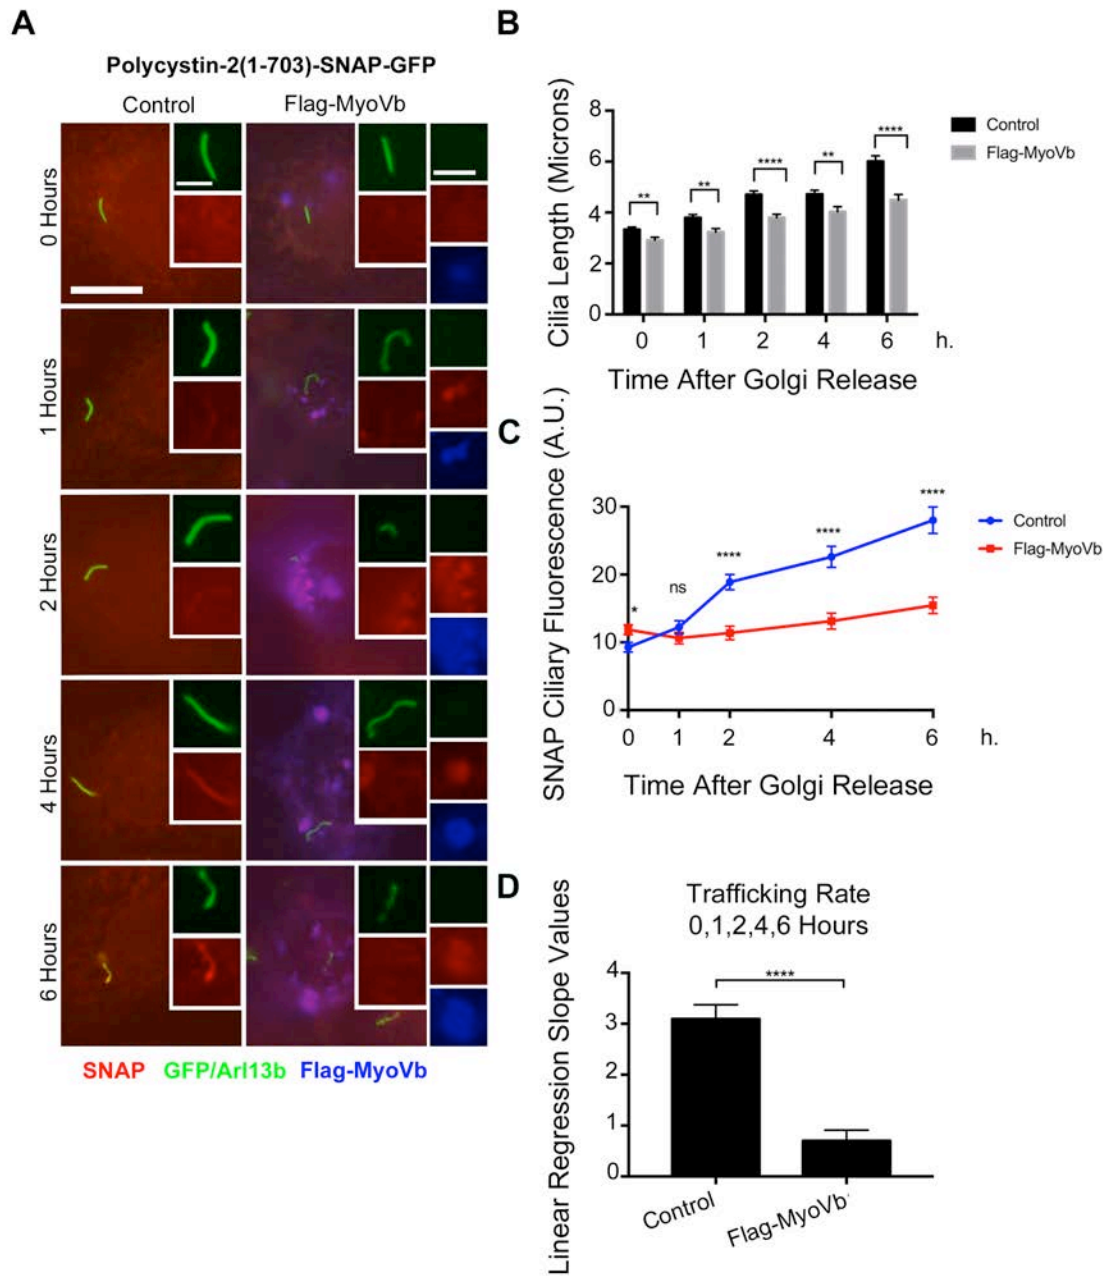 A
Polycystin-2(1-703)-SNAP-GFP
Control
Flag-MyoVb
0 Hours
1 Hours
2 Hours
4 Hours
6 Hours
SNAP GFP/Arl13b Flag-MyoVb
B
Cilia Length (Microns)
8
6
4
2
0
**
**
****
**
****
0 1 2 4 6 h.
Time After Golgi Release
Control
Flag-MyoVb
C
SNAP Ciliary Fluorescence (A.U.)
30
20
10
0
*
ns
****
****
****
0 1 2 4 6 h.
Time After Golgi Release
Control
Flag-MyoVb
D
Trafficking Rate
0,1,2,4,6 Hours
Linear Regression Slope Values
4
3
2
1
0
****
Control
Flag-MyoVb